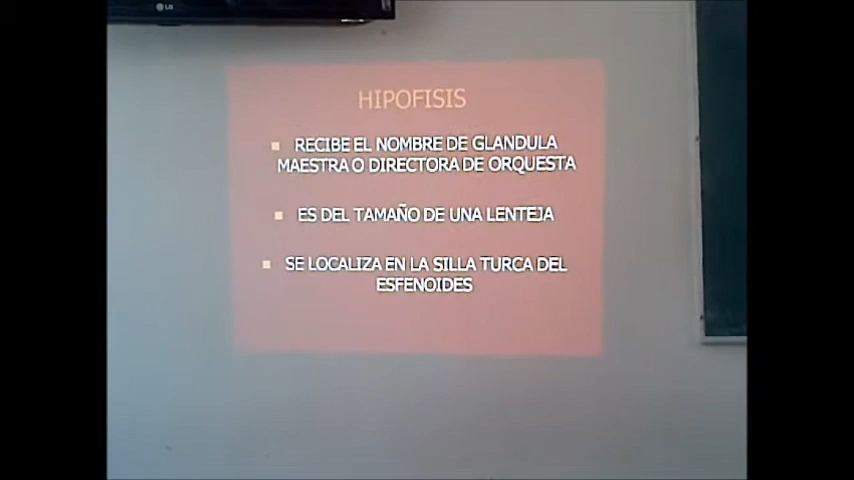 LG
HIPOFISIS
RECIBE EL NOMBRE DE GLANDULA
MAESTRA O DIRECTORA DE ORQUESTA
ES DEL TAMAÑO DE UNA LENTEJA
SE LOCALIZA EN LA SILLA TURCA DEL
ESFENOIDES